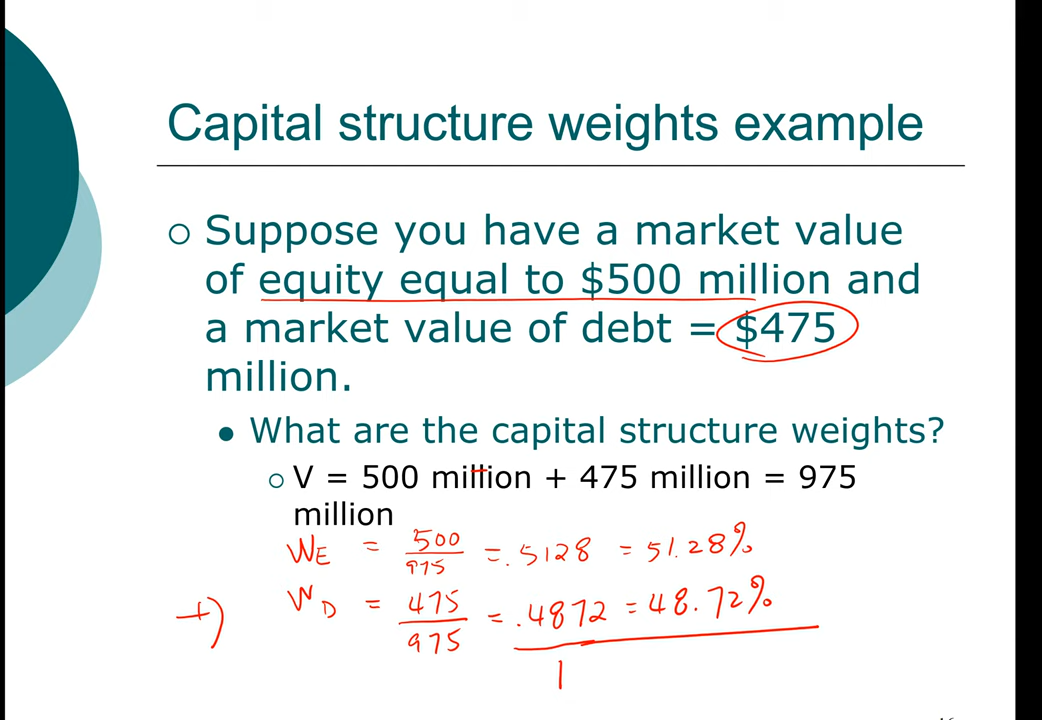 Capital structure weights example
Suppose you have a market value
of equity equal to $500 million and
a market value of debt = $475
million.
What are the capital structure weights?
V = 500 million + 475 million = 975
million
WE = 500/975 = .5128 = 51.28%
+) WD = 475/975 = .4872 = 48.72%
1